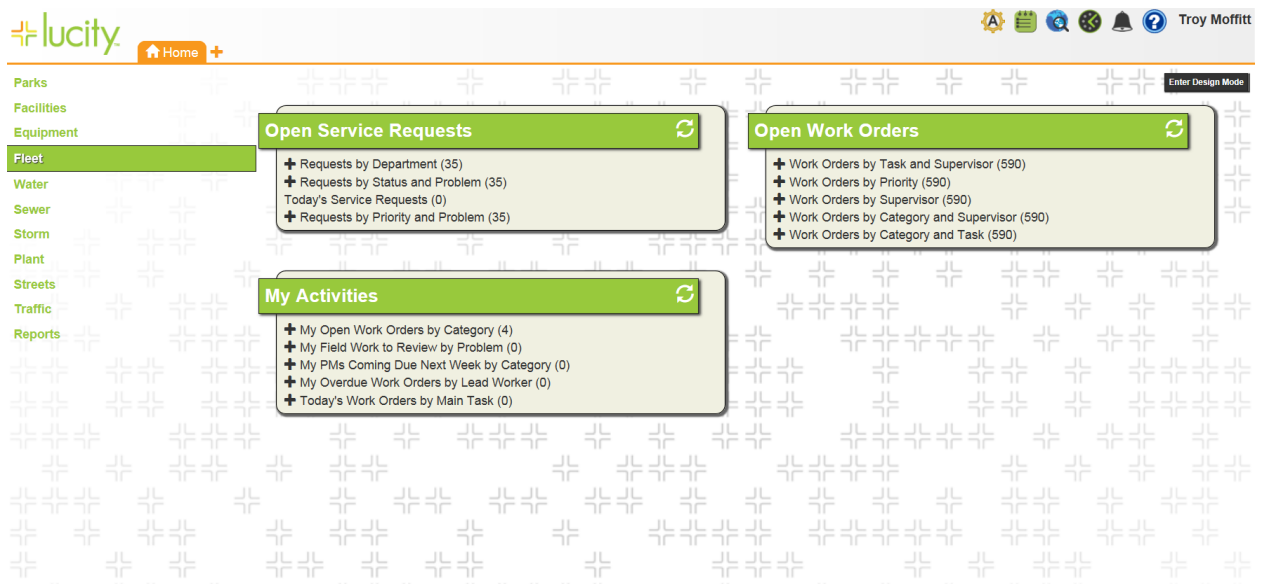 lucity
Home
A
?
Troy Moffitt
Enter Design Mode
Parks
Facilities
Equipment
Fleet
Water
Sewer
Storm
Plant
Streets
Traffic
Reports
Open Service Requests
Requests by Department (35)
Requests by Status and Problem (35)
Today's Service Requests (0)
Requests by Priority and Problem (35)
Open Work Orders
Work Orders by Task and Supervisor (590)
Work Orders by Priority (590)
Work Orders by Supervisor (590)
Work Orders by Category and Supervisor (590)
Work Orders by Category and Task (590)
My Activities
My Open Work Orders by Category (4)
My Field Work to Review by Problem (0)
My PMs Coming Due Next Week by Category (0)
My Overdue Work Orders by Lead Worker (0)
Today's Work Orders by Main Task (0)